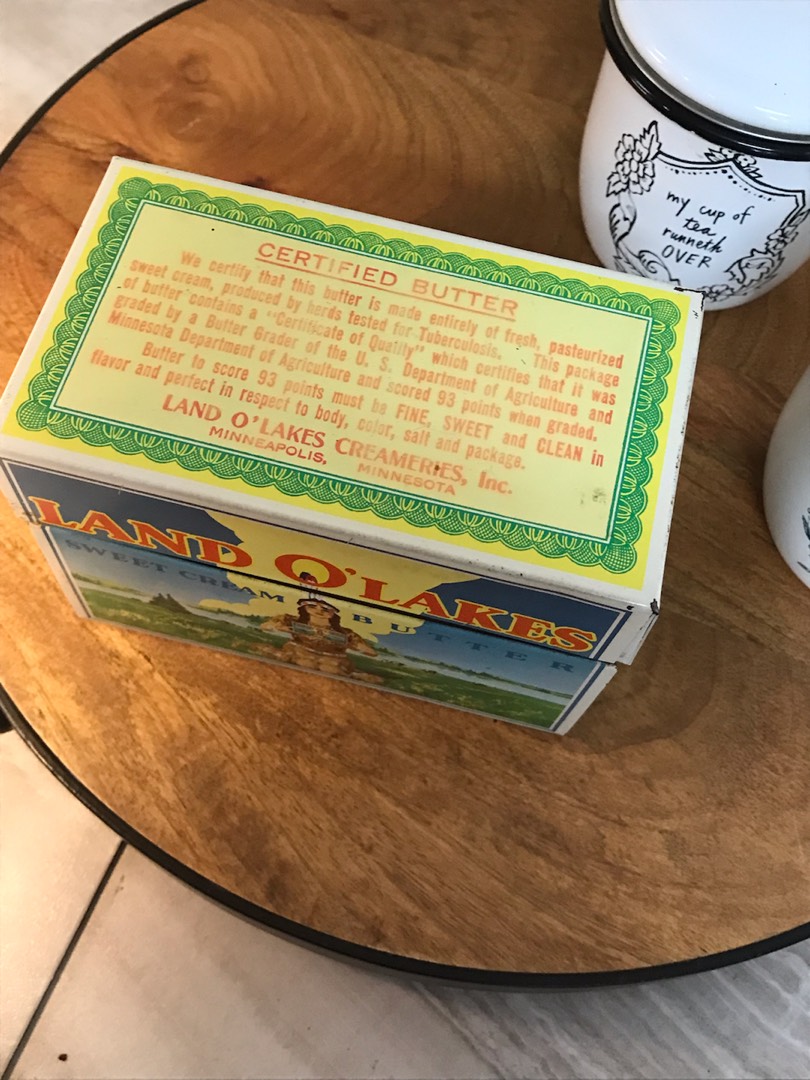 my cup of
tea
runneth
OVER
CERTIFIED BUTTER
We certify that this butter is made entirely of fresh, pasteurized
sweet cream, produced by herds tested for Tuberculosis. This package
of butter contains a "Certificate of Quality" which certifies that it was
graded by a Butter Grader of the U. S. Department of Agriculture and
Minnesota Department of Agriculture and scored 93 points when graded.
Butter to score 93 points must be FINE, SWEET and CLEAN in
flavor and perfect in respect to body, color, salt and package.
LAND O'LAKES CREAMERIES, Inc.
MINNEAPOLIS, MINNESOTA
LAND O'LAKES
SWEET CREAM BUTTER